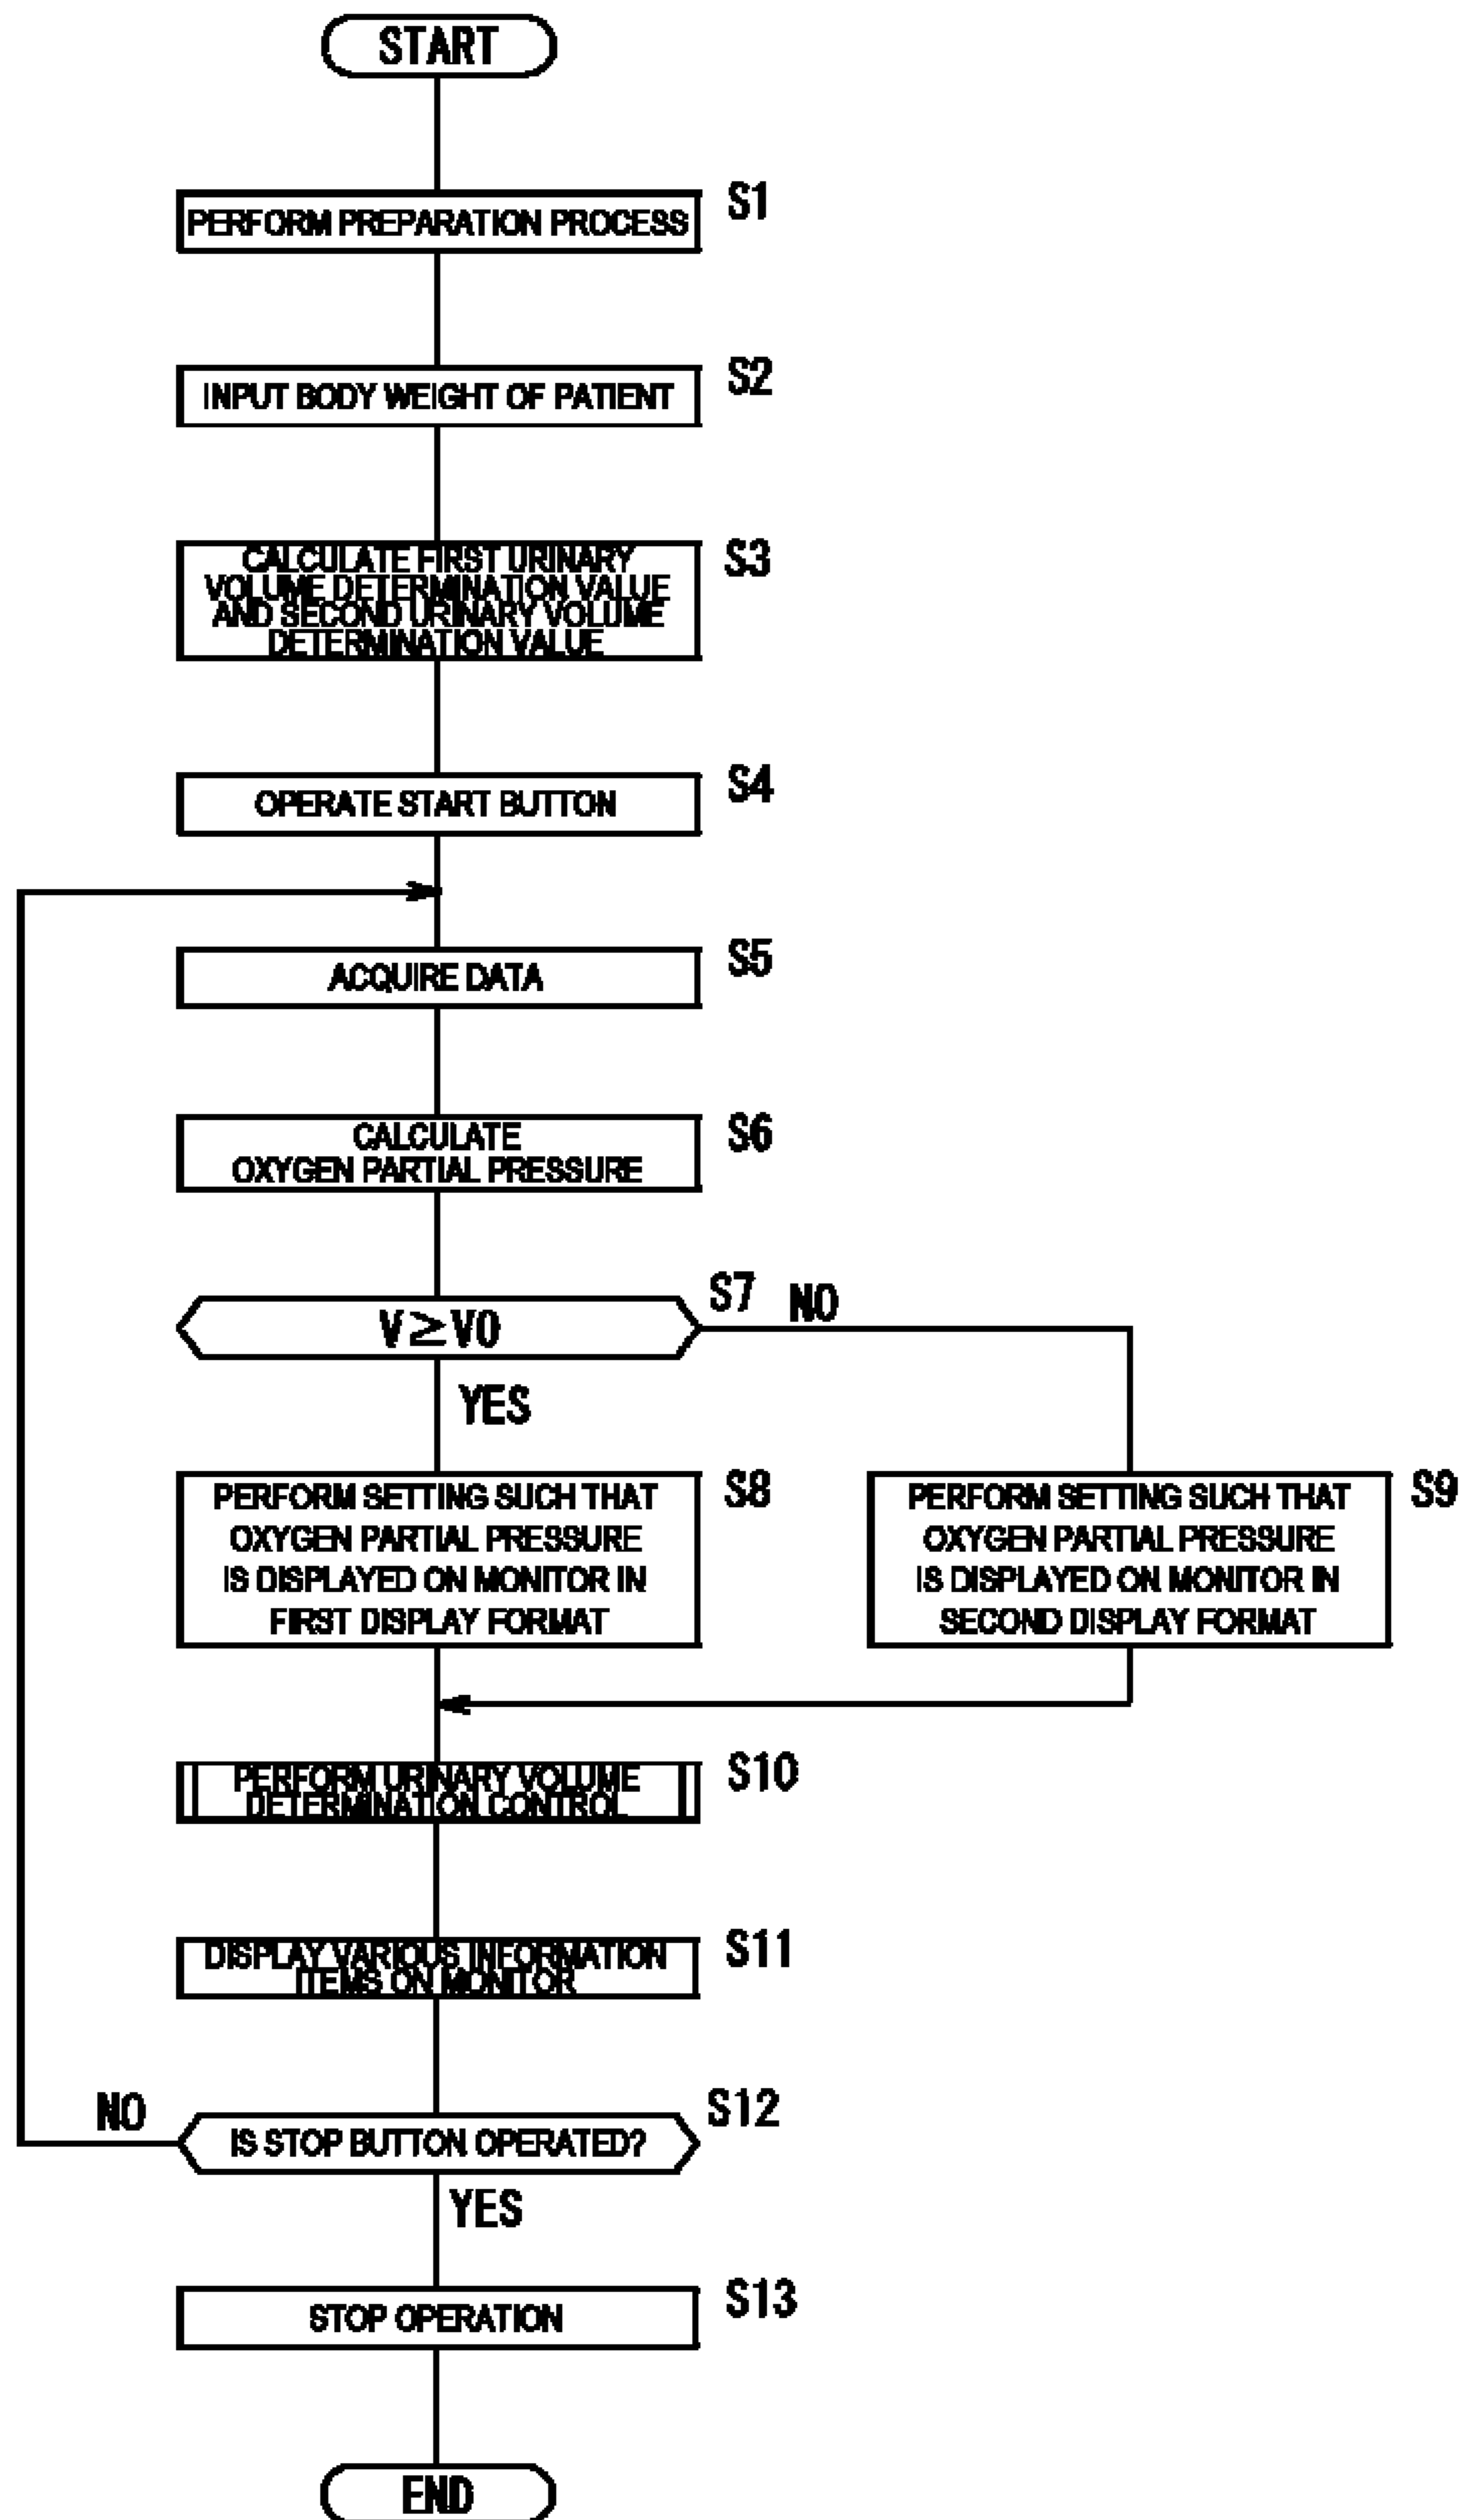 START
PERFORM PREPARATION PROCESS
S1
INPUT BODY WEIGHT OF PATIENT
S2
CALCULATE FIRST URINARY
VOLUME DETERMINATION VALUE
AND SECOND URINARY VOLUME
DETERMINATION VALUE
S3
OPERATE START BUTTON
S4
ACQUIRE DATA
S5
CALCULATE
OXYGEN PARTIAL PRESSURE
S6
V≥V0
S7
NO
YES
PERFORM SETTING SUCH THAT
OXYGEN PARTIAL PRESSURE
IS DISPLAYED ON MONITOR IN
FIRST DISPLAY FORMAT
S8
PERFORM SETTING SUCH THAT
OXYGEN PARTIAL PRESSURE
IS DISPLAYED ON MONITOR IN
SECOND DISPLAY FORMAT
S9
PERFORM URINARY VOLUME
DETERMINATION CONTROL
S10
DISPLAY VARIOUS INFORMATION
ITEMS ON MONITOR
S11
NO
IS STOP BUTTON OPERATED?
S12
YES
STOP OPERATION
S13
END